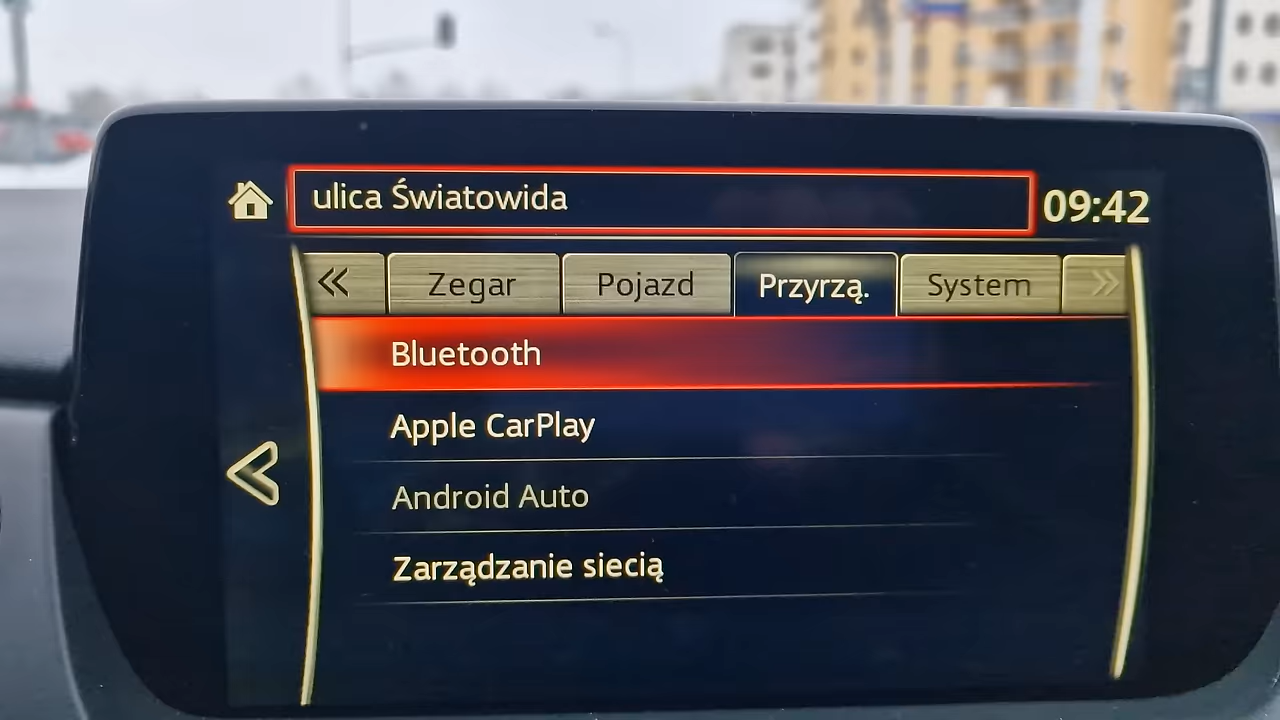 ulica Światowida
09:42
« Zegar Pojazd Przyrzą. System »
Bluetooth
Apple CarPlay
Android Auto
Zarządzanie siecią